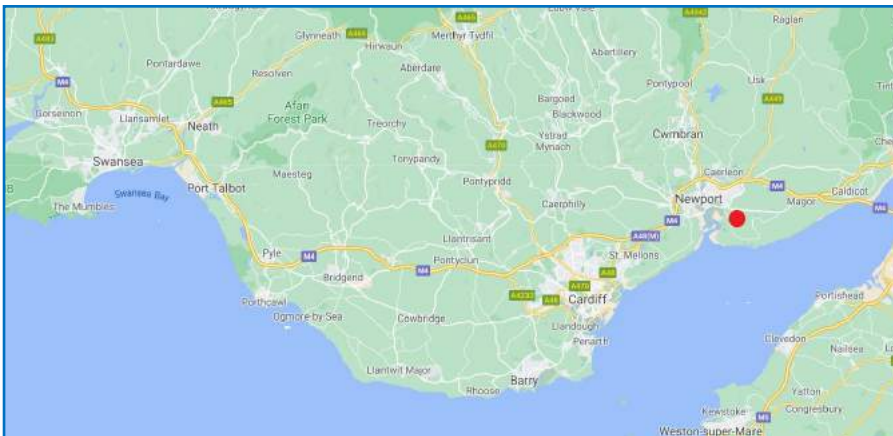 A465
A4042
Raglan
A483
Glynneath
A465
Hirwaun
Merthyr Tydfil
Abertillery
Pontardawe
Resolven
Aberdare
Pontypool
Usk
M4
A465
Bargoed
A449
Gorseinon
Llansamlet
Neath
Afan
Forest Park
Treorchy
Blackwood
Cwmbran
Swansea
A470
Ystrad
Mynach
Maesteg
Tonypandy
Caerleon
Port Talbot
Pontypridd
M4
Caldicot
Swansea Bay
The Mumbles
Caerphilly
Newport
Magor
M4
M4
Llantrisant
A48(M)
Pyle
M4
Pontyclun
St. Mellons
Bridgend
M4
A48
A470
Porthcawl
A4232
A48
Cardiff
Portishead
Ogmore-by-Sea
Cowbridge
Llandough
Clevedon
Penarth
Nailsea
Llantwit Major
Barry
Rhoose
Yatton
Kewstoke
Congresbury
M5
Weston-super-Mare